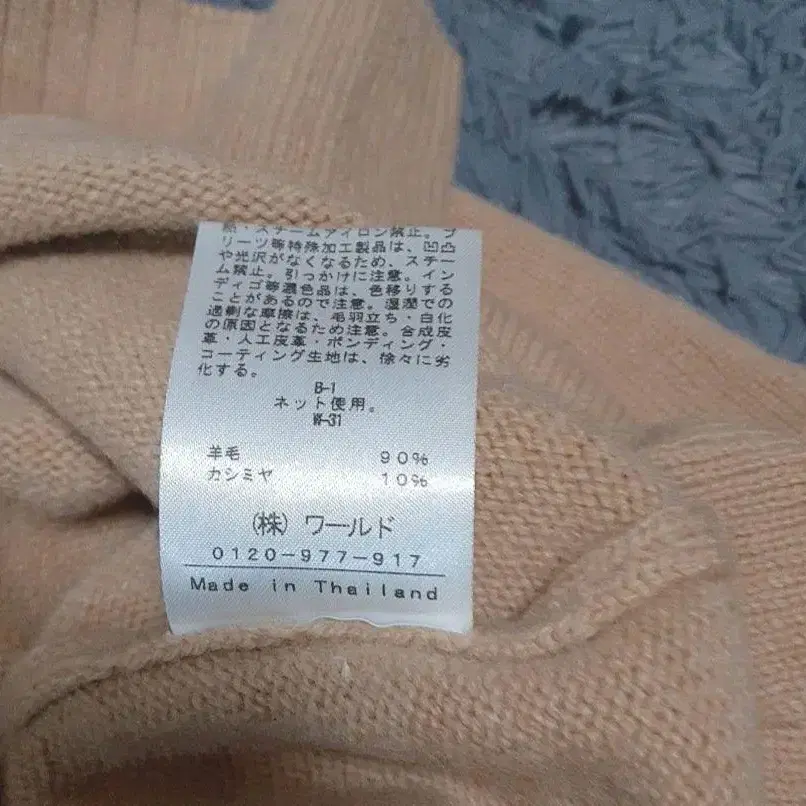 熱・スチームアイロン禁止。プ
リーツ等特殊加工製品は、凹凸
や光沢がなくなるため、スチー
ム禁止。引っかけに注意。イン
ディゴ等濃色品は、色移りする
ことがあるので注意。湿潤での
過剰な摩擦は、毛羽立ち・白化
の原因となるため注意。合成皮
革・人工皮革・ボンディング・
コーティング生地は、徐々に劣
化する。
B-1
ネット使用。
W-31
羊毛 90%
カシミヤ 10%
(株) ワールド
0120-977-917
Made in Thailand